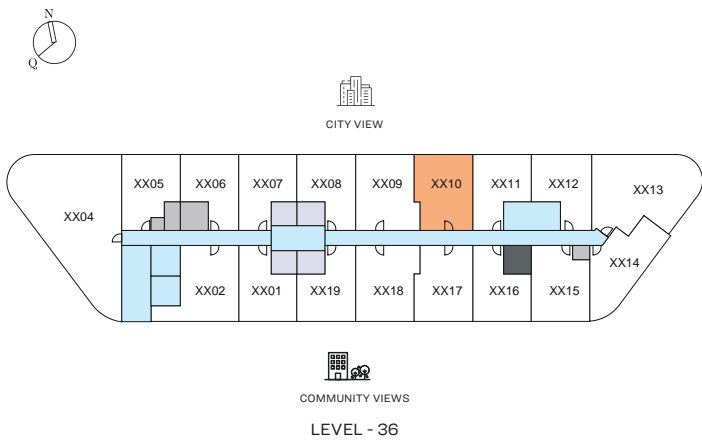 N
Q
CITY VIEW
XX05 XX06 XX07 XX08 XX09 XX10 XX11 XX12 XX13
XX04
XX14
XX02 XX01 XX19 XX18 XX17 XX16 XX15
COMMUNITY VIEWS
LEVEL - 36